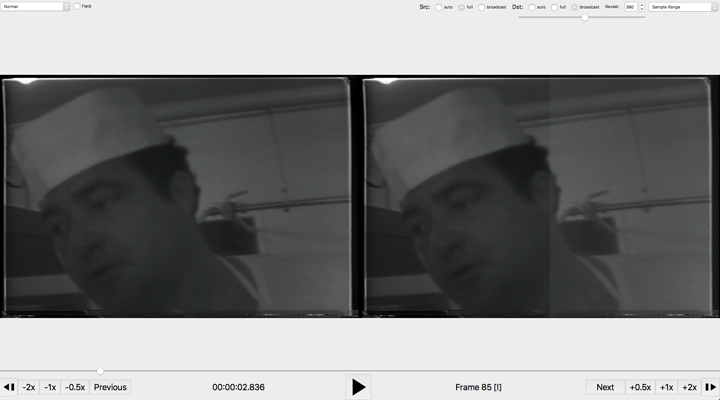 Normal Field Src: auto full broadcast Dst: auto full broadcast Reveal: 360 Sample Range
-2x -1x -0.5x Previous 00:00:02.836 Frame 85 [I] Next +0.5x +1x +2x